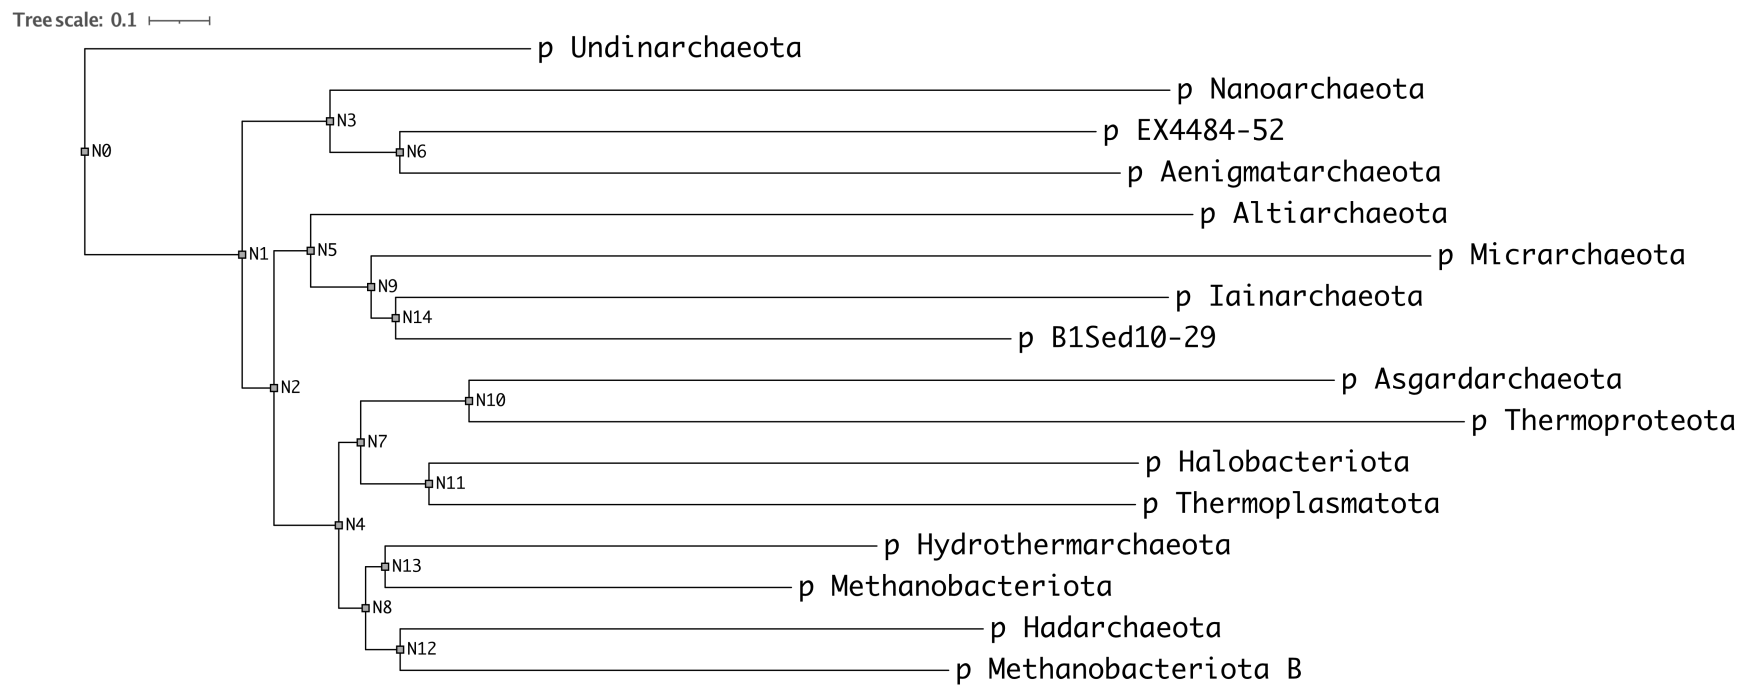 Tree scale: 0.1
p Undinarchaeota
p Nanoarchaeota
N3
p EX4484-52
N0
N6
p Aenigmatarchaeota
p Altiarchaeota
N5
N1
p Micrarchaeota
N9
p Iainarchaeota
N14
p B1Sed10-29
p Asgardarchaeota
N2
N10
p Thermoproteota
N7
p Halobacteriota
N11
p Thermoplasmatota
N4
p Hydrothermarchaeota
N13
p Methanobacteriota
N8
p Hadarchaeota
N12
p Methanobacteriota B